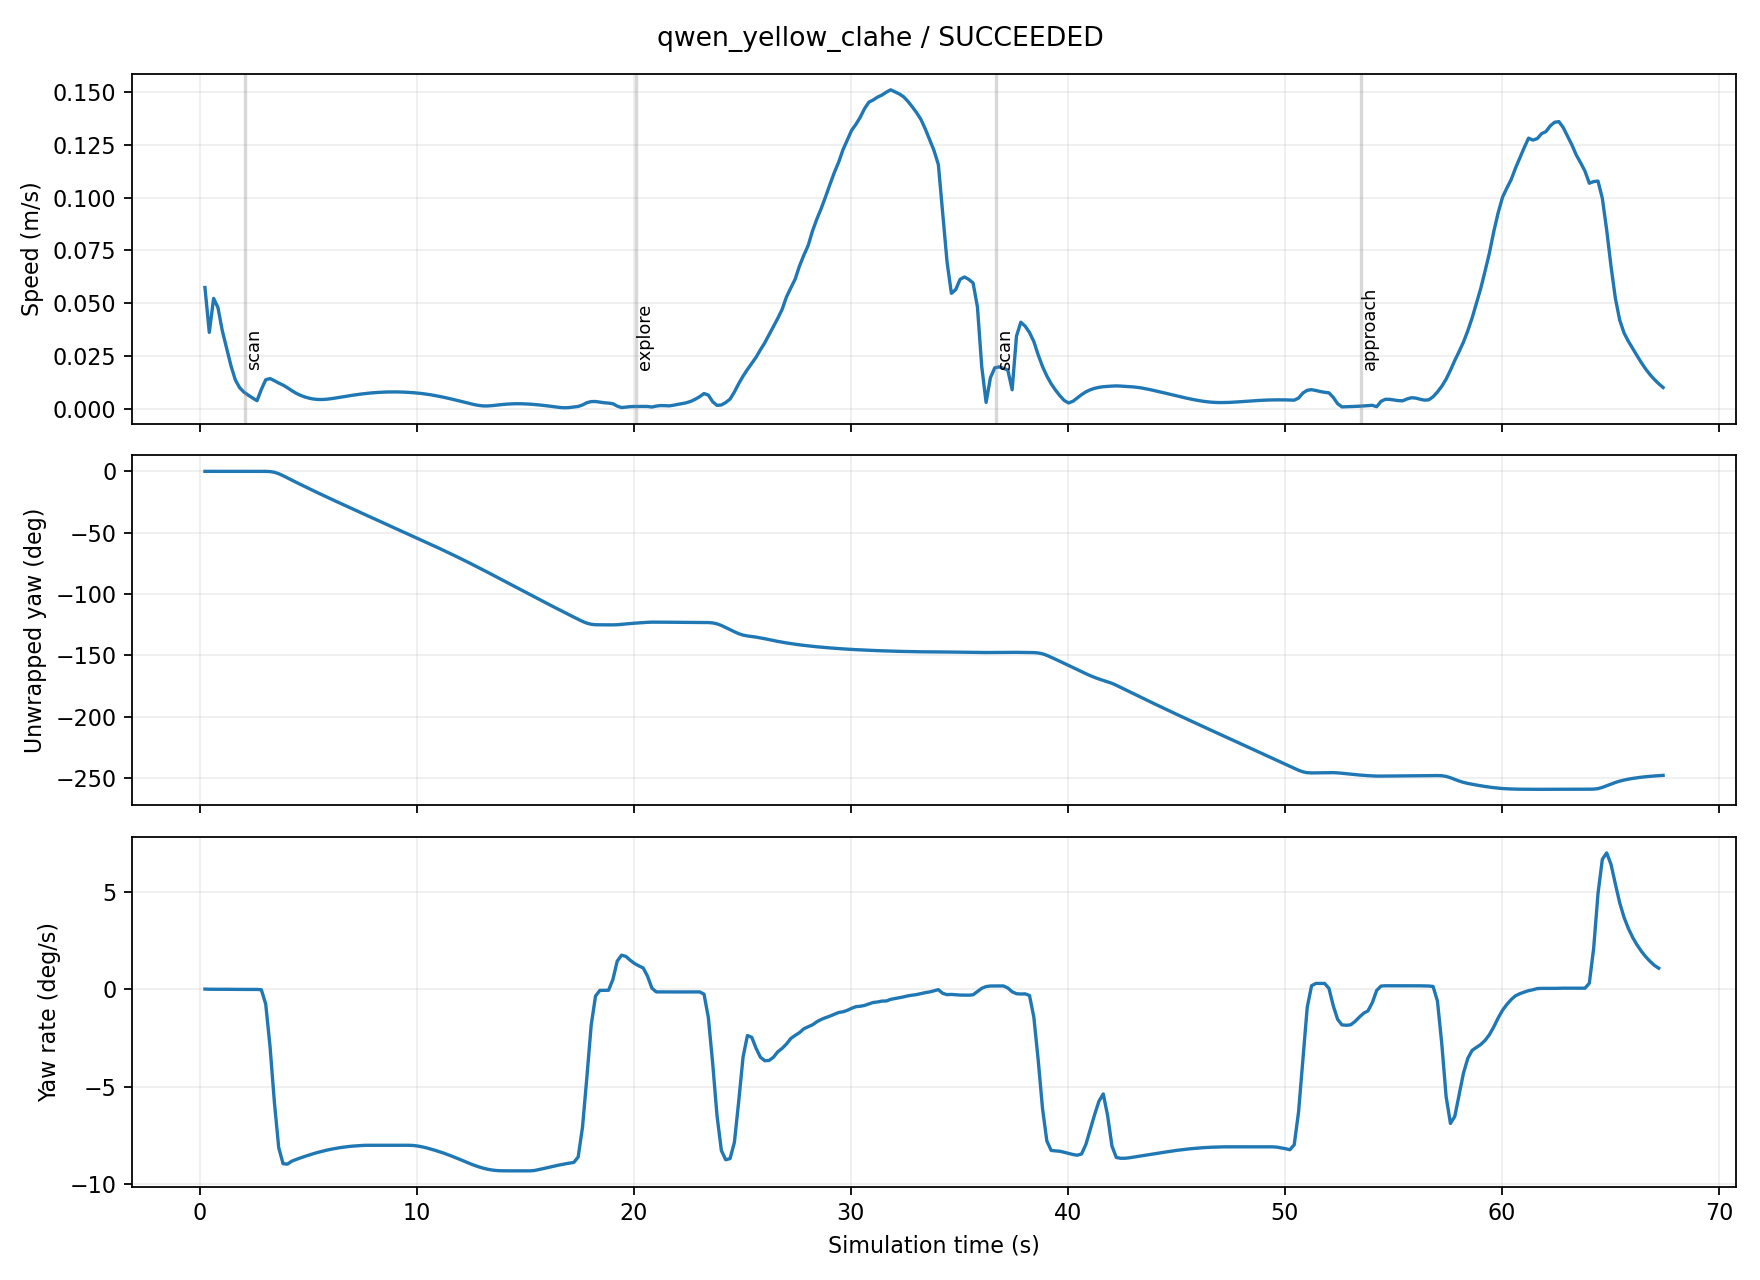 qwen_yellow_clahe / SUCCEEDED
Speed (m/s)
0.150
0.125
0.100
0.075
0.050
0.025
0.000
scan
explore
scan
approach
Unwrapped yaw (deg)
0
−50
−100
−150
−200
−250
Yaw rate (deg/s)
5
0
−5
−10
0 10 20 30 40 50 60 70
Simulation time (s)